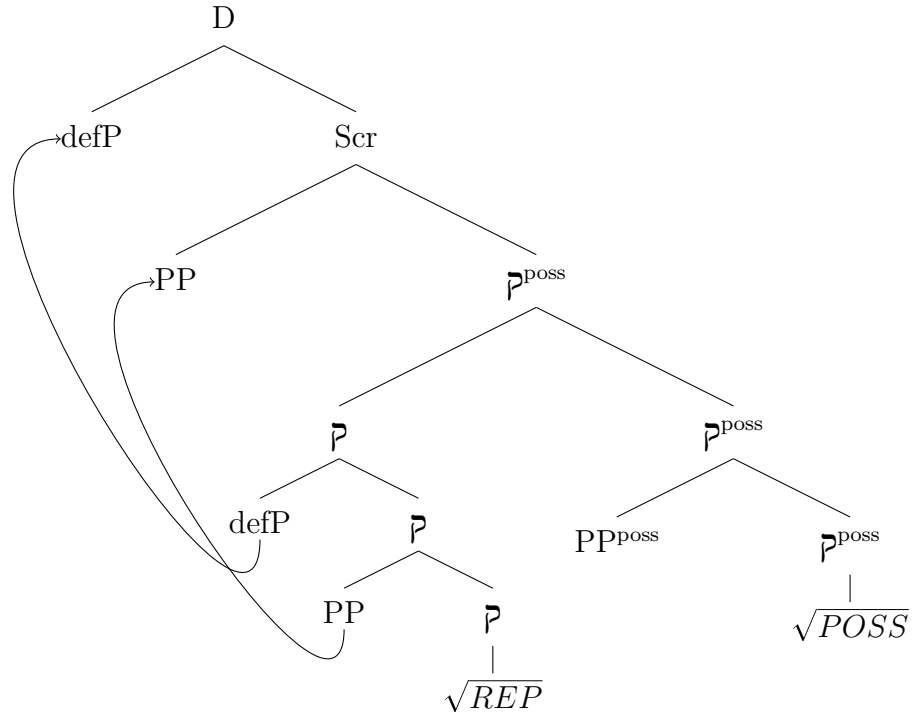 D
defP Scr
PP ק^poss
ק ק^poss
defP ק PP^poss ק^poss
PP ק √POSS
√REP